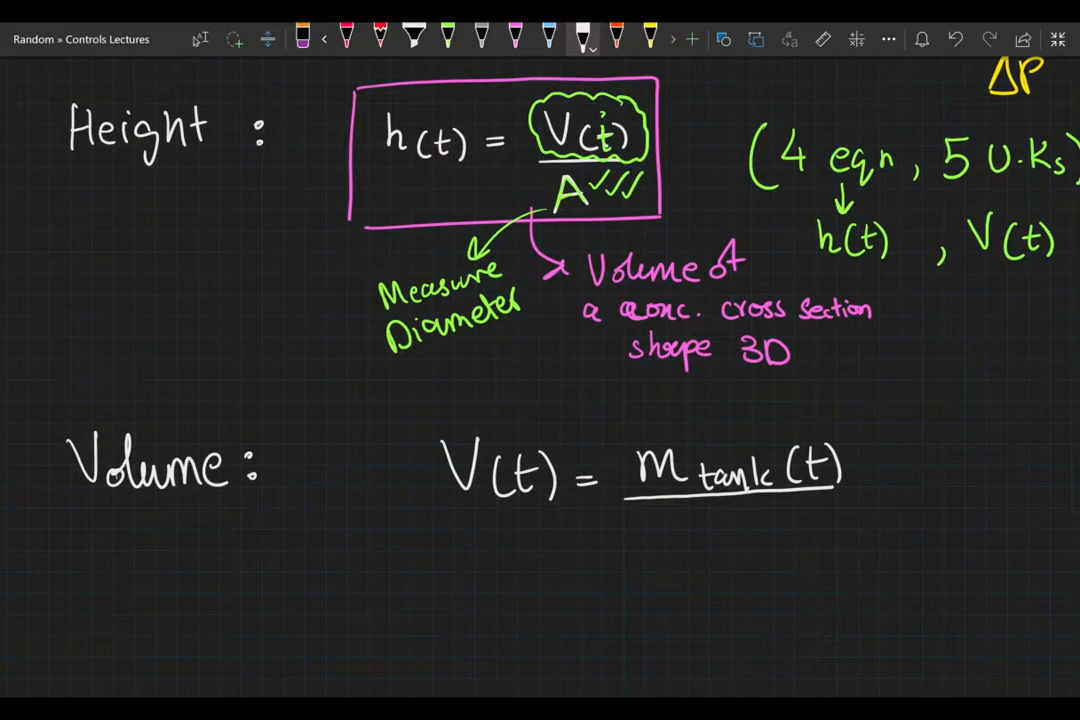 Random » Controls Lectures
ΔP
Height : h(t) = V(t) / A ✓✓✓
(4 eqn, 5 U.Ks)
↓
h(t) , V(t)
Measure
Diameter
Volume of
a conc. cross section
shape 3D
Volume: V(t) = m tank (t)